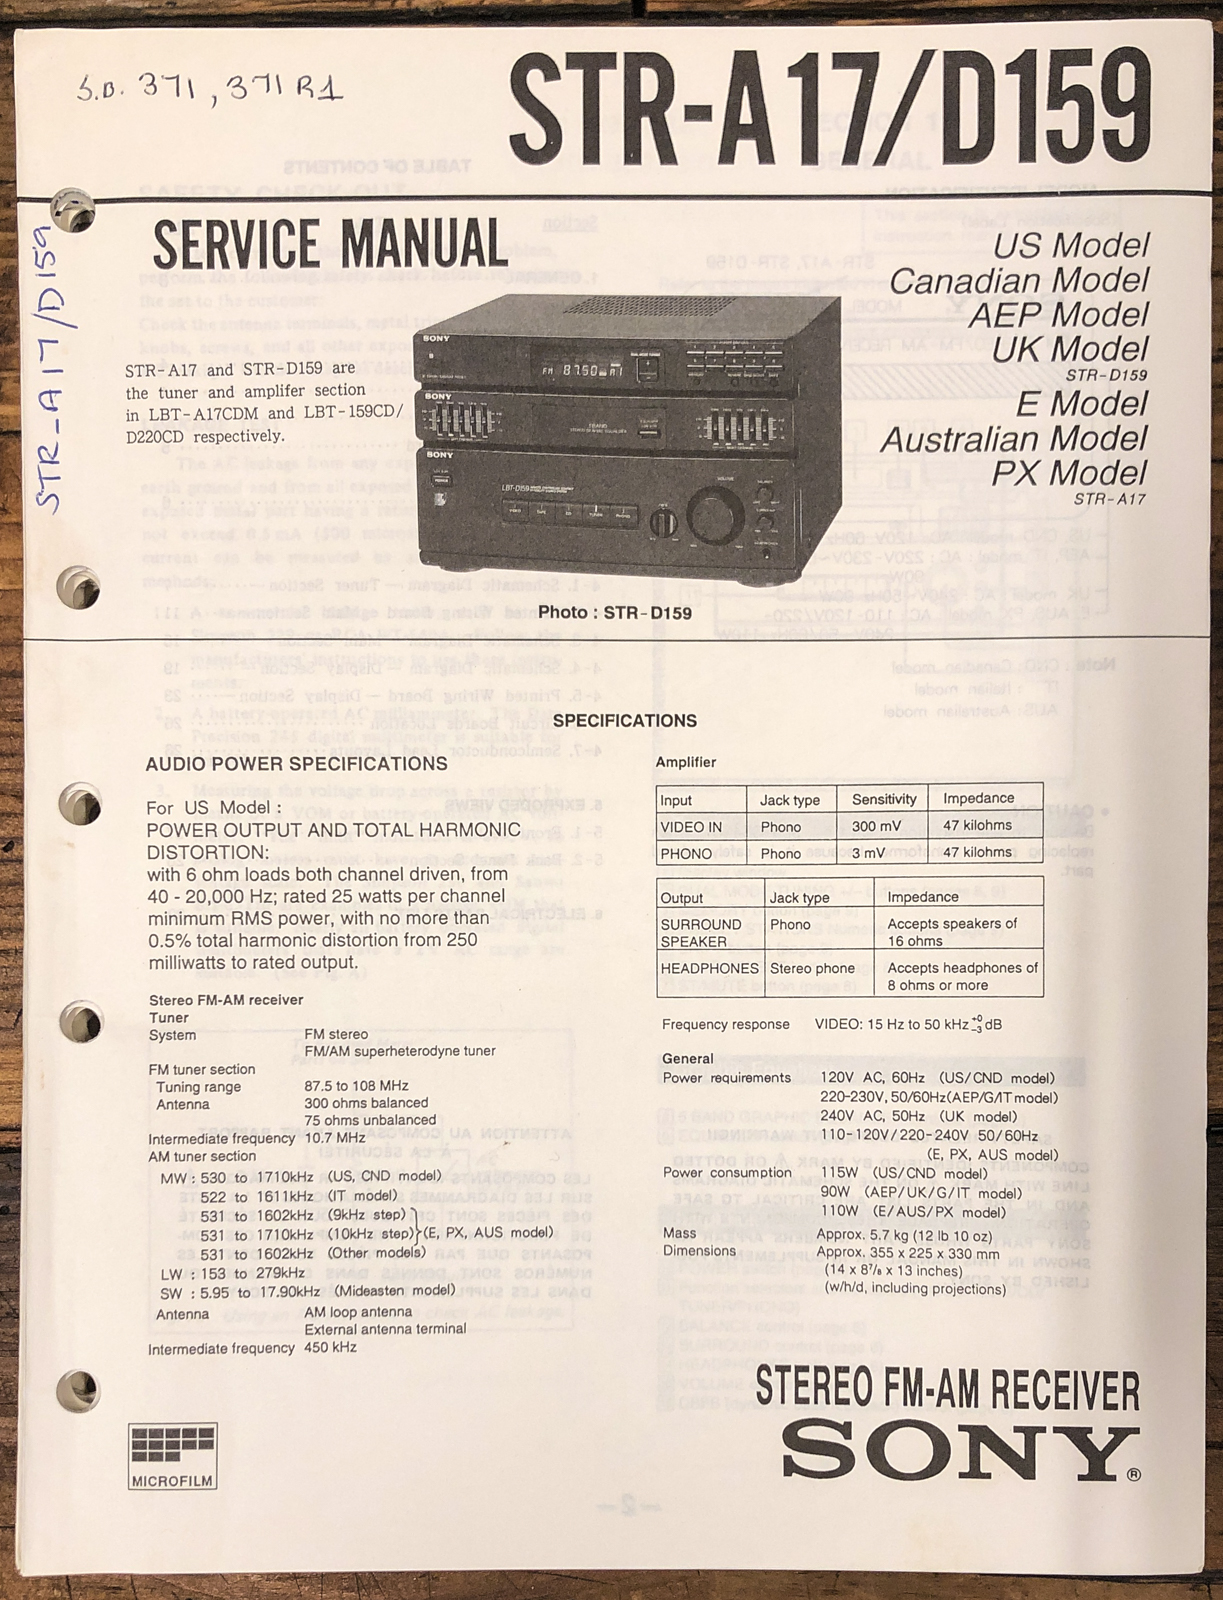 S.B. 371, 371 R1
STR-A17/D159
STR-A17/D159
SERVICE MANUAL
US Model
Canadian Model
AEP Model
UK Model
STR-D159
E Model
Australian Model
PX Model
STR-A17
STR-A17 and STR-D159 are
the tuner and amplifer section
in LBT-A17CDM and LBT-159CD/
D220CD respectively.
SONY
FM 87.50 A1
SONY
SONY
LBT-D159
Photo : STR-D159
SPECIFICATIONS
AUDIO POWER SPECIFICATIONS
For US Model :
POWER OUTPUT AND TOTAL HARMONIC
DISTORTION:
with 6 ohm loads both channel driven, from
40 - 20,000 Hz; rated 25 watts per channel
minimum RMS power, with no more than
0.5% total harmonic distortion from 250
milliwatts to rated output.
Stereo FM-AM receiver
Tuner
System FM stereo
FM/AM superheterodyne tuner
FM tuner section
Tuning range 87.5 to 108 MHz
Antenna 300 ohms balanced
75 ohms unbalanced
Intermediate frequency 10.7 MHz
AM tuner section
MW : 530 to 1710kHz (US, CND model)
522 to 1611kHz (IT model)
531 to 1602kHz (9kHz step)
531 to 1710kHz (10kHz step) (E, PX, AUS model)
531 to 1602kHz (Other models)
LW : 153 to 279kHz
SW : 5.95 to 17.90kHz (Mideasten model)
Antenna AM loop antenna
External antenna terminal
Intermediate frequency 450 kHz
Amplifier
Input Jack type Sensitivity Impedance
VIDEO IN Phono 300 mV 47 kilohms
PHONO Phono 3 mV 47 kilohms
Output Jack type Impedance
SURROUND SPEAKER Phono Accepts speakers of 16 ohms
HEADPHONES Stereo phone Accepts headphones of 8 ohms or more
Frequency response VIDEO: 15 Hz to 50 kHz +0 -3 dB
General
Power requirements 120V AC, 60Hz (US/CND model)
220-230V, 50/60Hz(AEP/G/IT model)
240V AC, 50Hz (UK model)
110-120V/220-240V 50/60Hz
(E, PX, AUS model)
Power consumption 115W (US/CND model)
90W (AEP/UK/G/IT model)
110W (E/AUS/PX model)
Mass Approx. 5.7 kg (12 lb 10 oz)
Dimensions Approx. 355 x 225 x 330 mm
(14 x 8⁷/₈ x 13 inches)
(w/h/d, including projections)
STEREO FM-AM RECEIVER
SONY®
MICROFILM